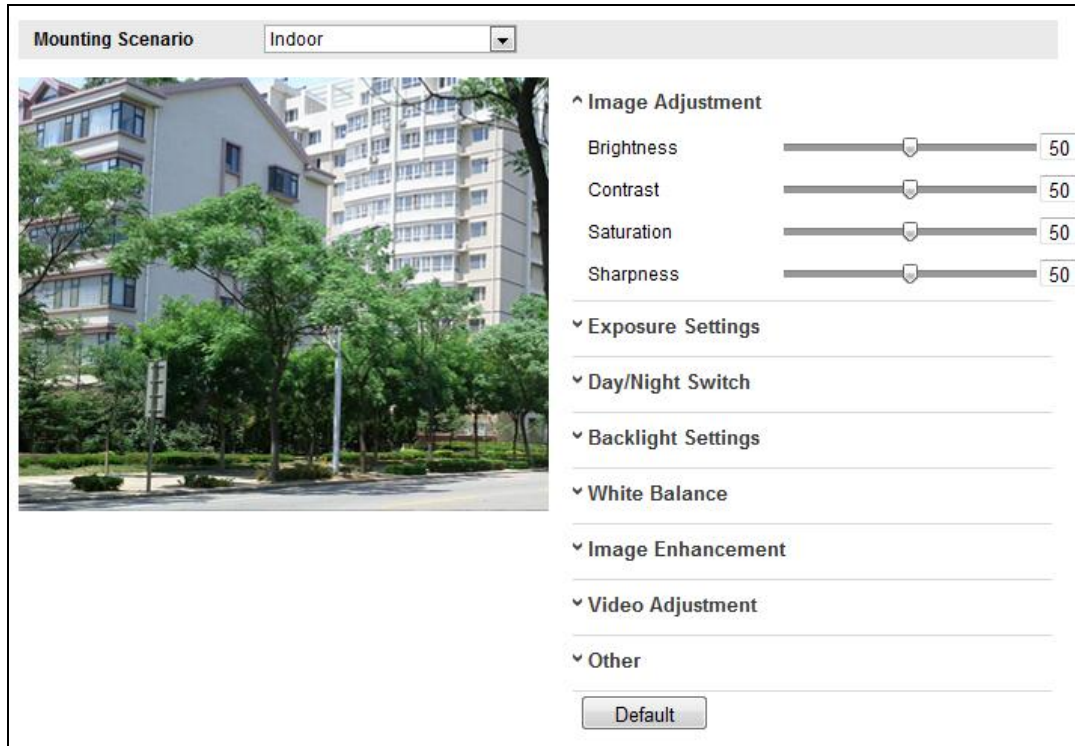 Mounting Scenario Indoor
Image Adjustment
Brightness 50
Contrast 50
Saturation 50
Sharpness 50
Exposure Settings
Day/Night Switch
Backlight Settings
White Balance
Image Enhancement
Video Adjustment
Other
Default